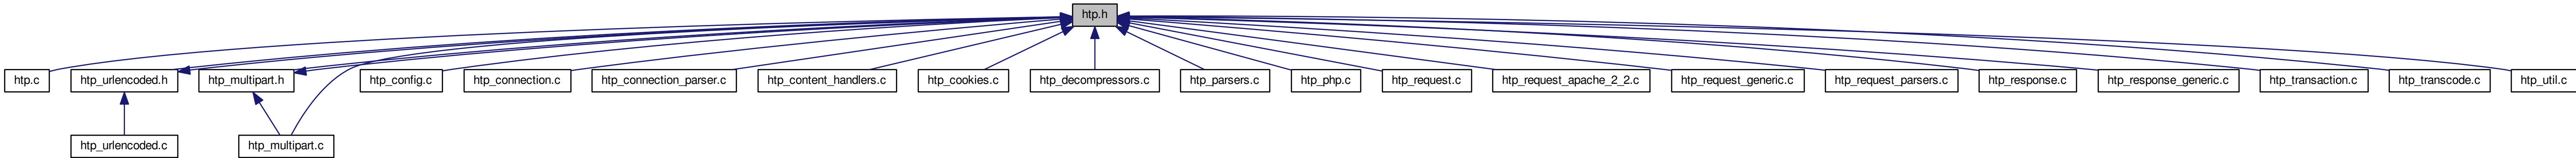 htp.h
htp.c
htp_urlencoded.h
htp_multipart.h
htp_config.c
htp_connection.c
htp_connection_parser.c
htp_content_handlers.c
htp_cookies.c
htp_decompressors.c
htp_parsers.c
htp_php.c
htp_request.c
htp_request_apache_2_2.c
htp_request_generic.c
htp_request_parsers.c
htp_response.c
htp_response_generic.c
htp_transaction.c
htp_transcode.c
htp_util.c
htp_urlencoded.c
htp_multipart.c